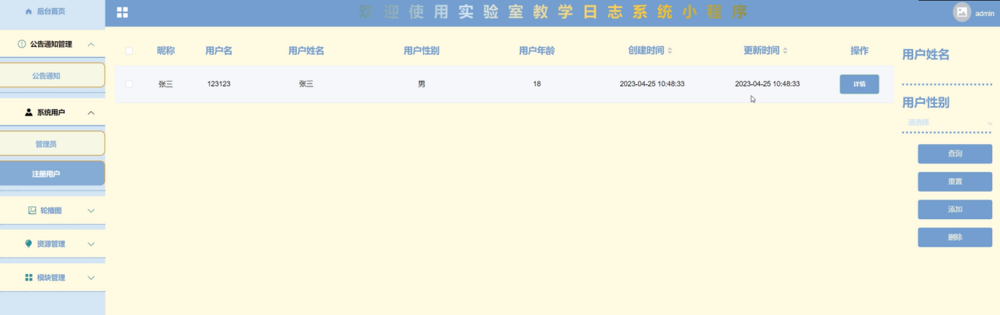 后台首页
欢迎使用实验室教学日志系统小程序
admin
公告通知管理
公告通知
系统用户
管理员
注册用户
轮播图
资源管理
模块管理
昵称 用户名 用户姓名 用户性别 用户年龄 创建时间 更新时间 操作
张三 123123 张三 男 18 2023-04-25 10:48:33 2023-04-25 10:48:33 详情
用户姓名
用户性别
请选择
查询
重置
添加
删除